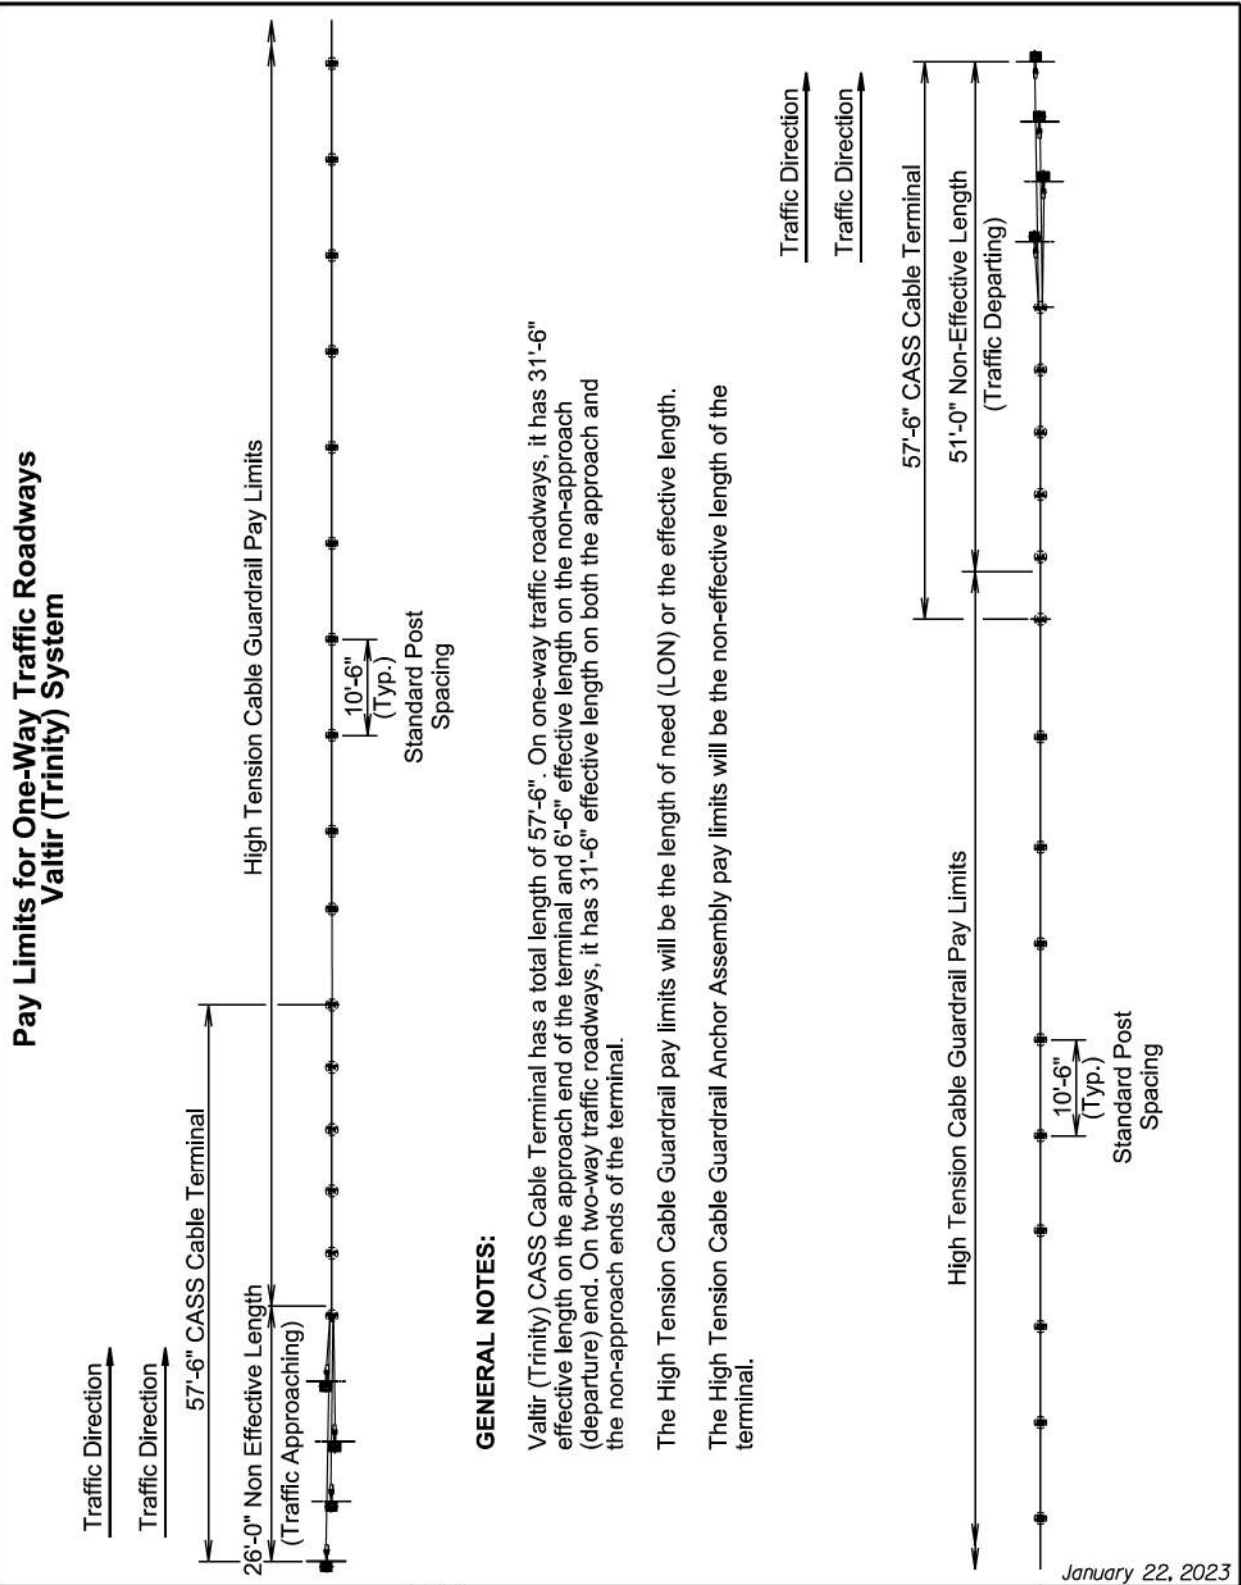 Pay Limits for One-Way Traffic Roadways
Valtir (Trinity) System
Traffic Direction
Traffic Direction
57'-6" CASS Cable Terminal
26'-0" Non Effective Length
(Traffic Approaching)
High Tension Cable Guardrail Pay Limits
10'-6"
(Typ.)
Standard Post
Spacing
GENERAL NOTES:
Valtir (Trinity) CASS Cable Terminal has a total length of 57'-6". On one-way traffic roadways, it has 31'-6"
effective length on the approach end of the terminal and 6'-6" effective length on the non-approach
(departure) end. On two-way traffic roadways, it has 31'-6" effective length on both the approach and
the non-approach ends of the terminal.
The High Tension Cable Guardrail pay limits will be the length of need (LON) or the effective length.
The High Tension Cable Guardrail Anchor Assembly pay limits will be the non-effective length of the
terminal.
Traffic Direction
Traffic Direction
57'-6" CASS Cable Terminal
51'-0" Non-Effective Length
(Traffic Departing)
High Tension Cable Guardrail Pay Limits
10'-6"
(Typ.)
Standard Post
Spacing
January 22, 2023